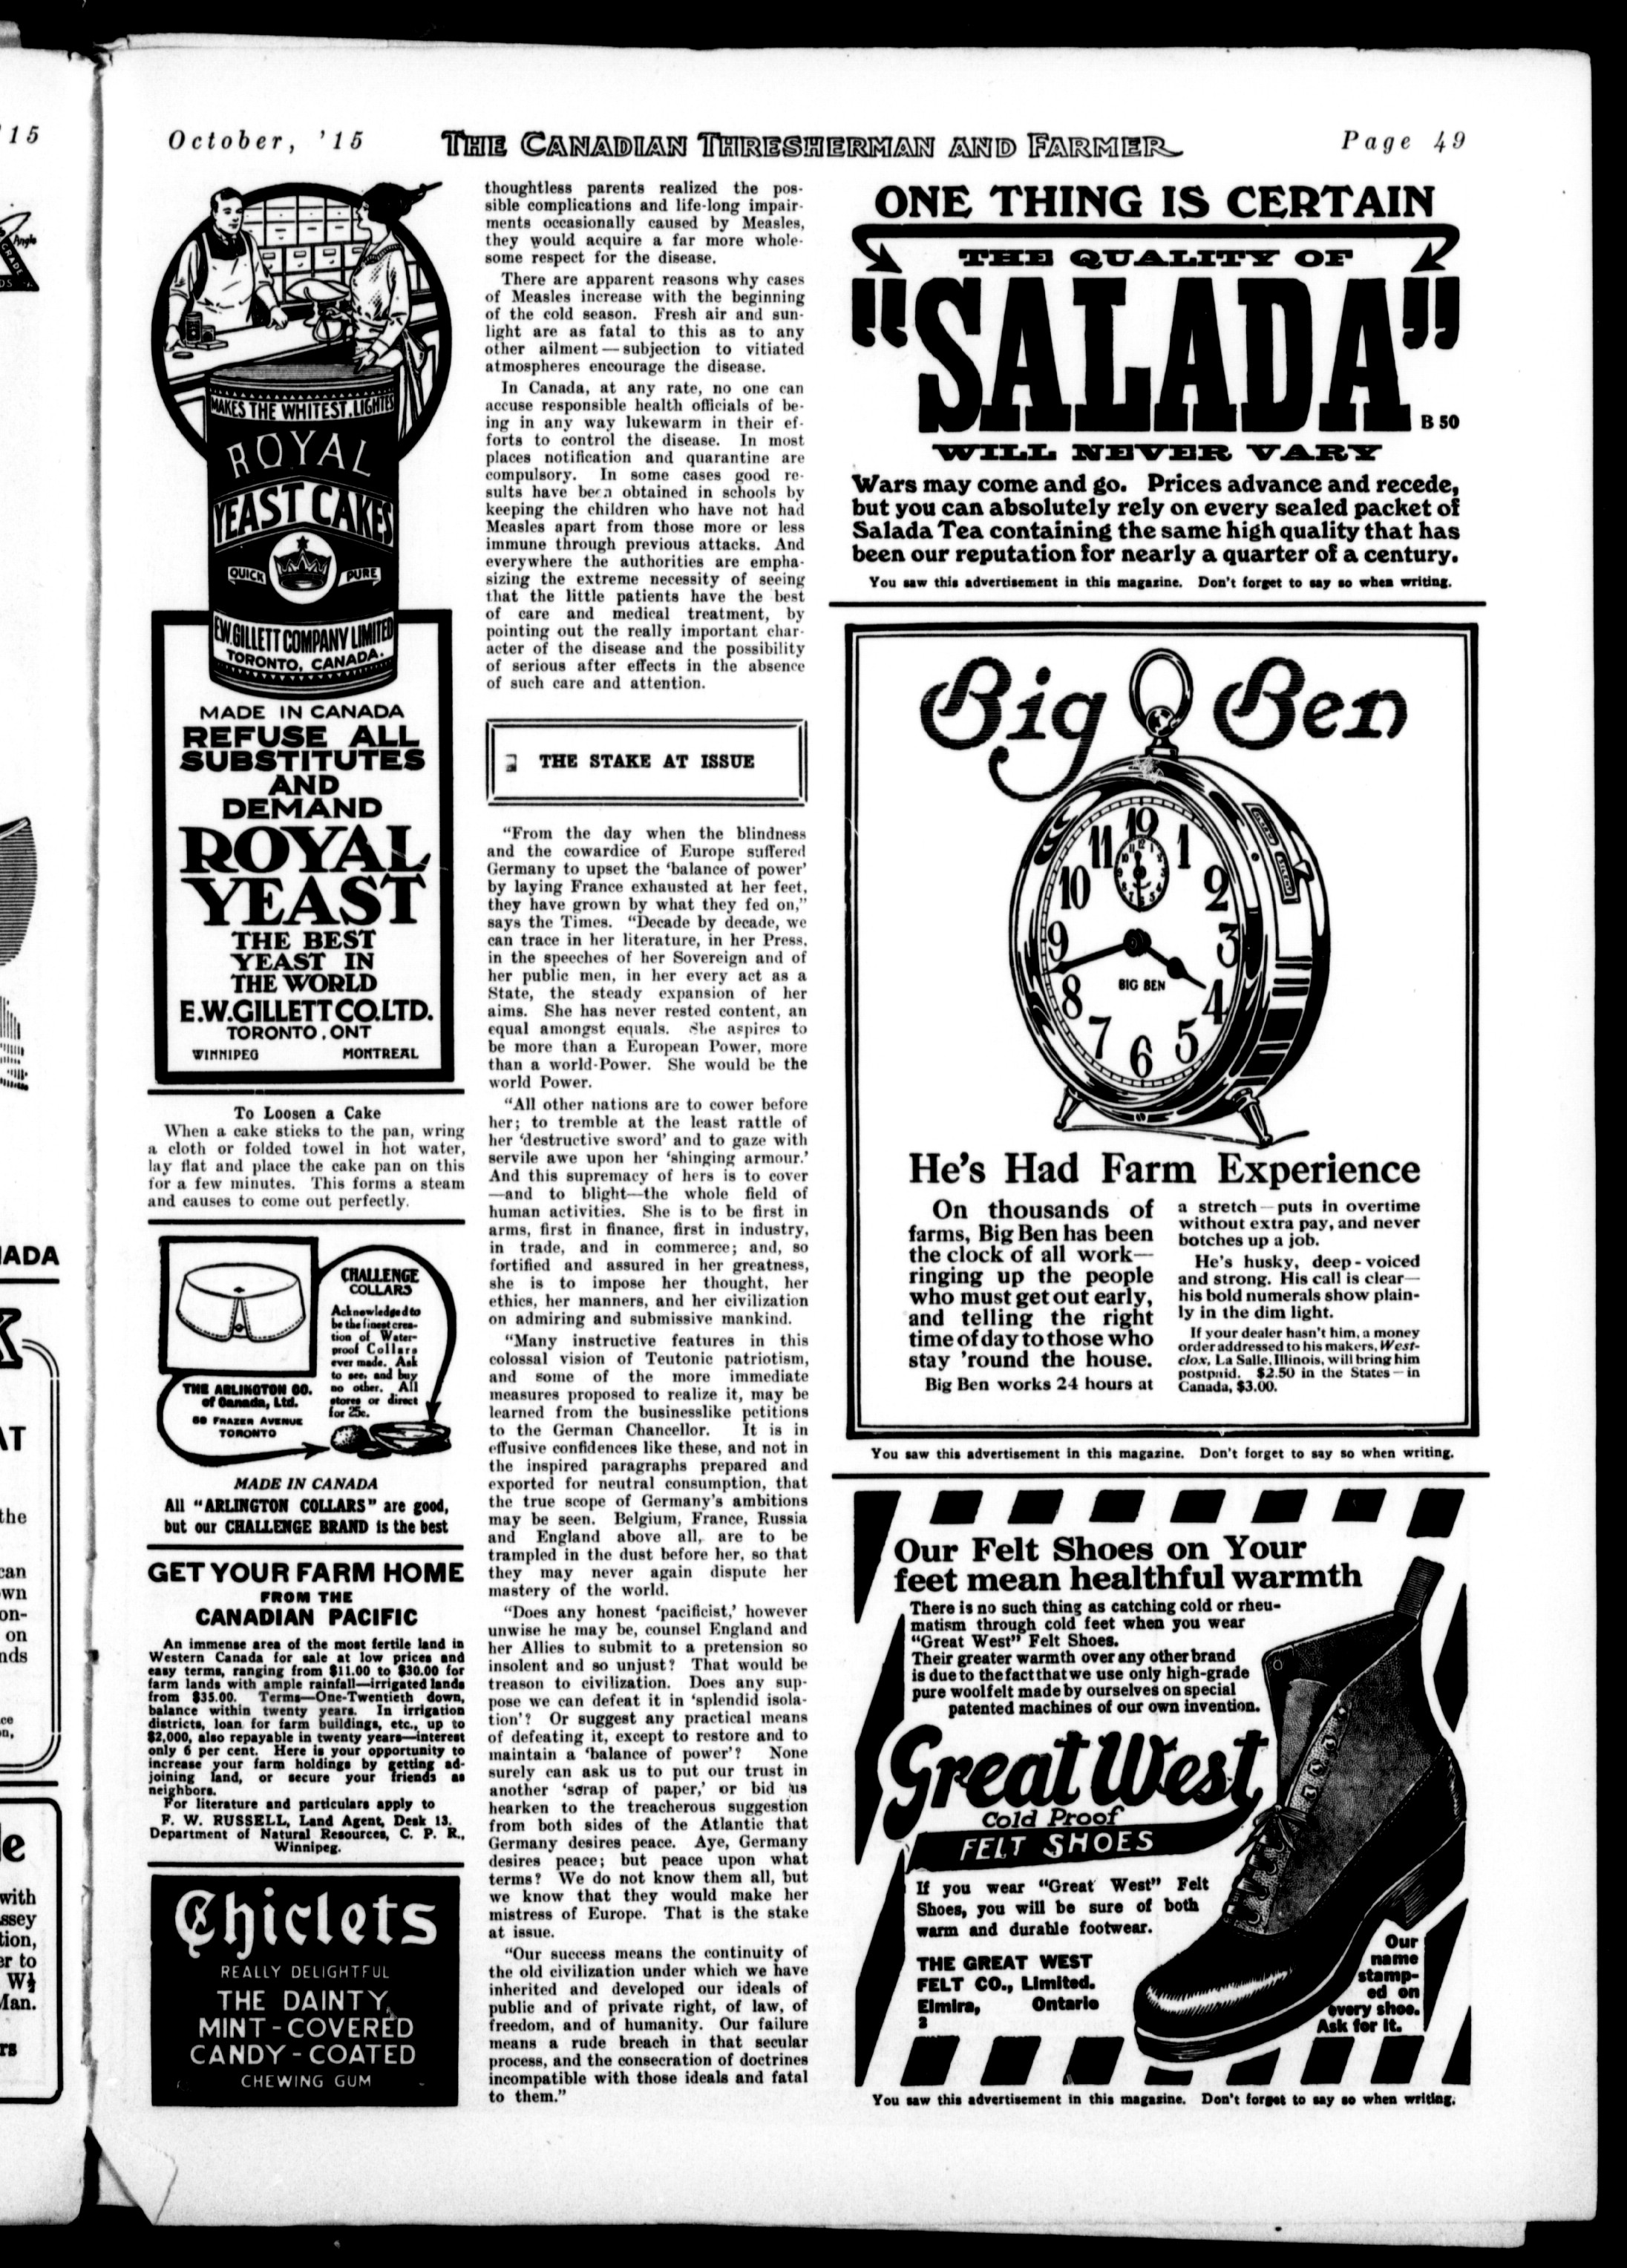 October, '15
THE CANADIAN THRESHERMAN AND FARMER
Page 49
MAKES THE WHITEST, LIGHTES
ROYAL
YEAST CAKES
QUICK
PURE
E.W. GILLETT COMPANY LIMITED
TORONTO, CANADA.
MADE IN CANADA
REFUSE ALL
SUBSTITUTES
AND
DEMAND
ROYAL
YEAST
THE BEST
YEAST IN
THE WORLD
E.W. GILLETT CO. LTD.
TORONTO, ONT
WINNIPEG MONTREAL
To Loosen a Cake
When a cake sticks to the pan, wring
a cloth or folded towel in hot water,
lay flat and place the cake pan on this
for a few minutes. This forms a steam
and causes to come out perfectly.
CHALLENGE
COLLARS
Acknowledged to
be the finest crea-
tion of Water-
proof Collars
ever made. Ask
to see, and buy
no other. All
stores or direct
for 25c.
THE ARLINGTON CO.
of Canada, Ltd.
68 FRAZER AVENUE
TORONTO
MADE IN CANADA
All "ARLINGTON COLLARS" are good,
but our CHALLENGE BRAND is the best
GET YOUR FARM HOME
FROM THE
CANADIAN PACIFIC
An immense area of the most fertile land in
Western Canada for sale at low prices and
easy terms, ranging from $11.00 to $30.00 for
farm lands with ample rainfall—irrigated lands
from $35.00. Terms—One-Twentieth down,
balance within twenty years. In irrigation
districts, loan for farm buildings, etc., up to
$2,000, also repayable in twenty years—interest
only 6 per cent. Here is your opportunity to
increase your farm holdings by getting ad-
joining land, or secure your friends as
neighbors.
For literature and particulars apply to
F. W. RUSSELL, Land Agent, Desk 13,
Department of Natural Resources, C. P. R.,
Winnipeg.
Chiclets
REALLY DELIGHTFUL
THE DAINTY
MINT-COVERED
CANDY-COATED
CHEWING GUM
thoughtless parents realized the pos-
sible complications and life-long impair-
ments occasionally caused by Measles,
they would acquire a far more whole-
some respect for the disease.
There are apparent reasons why cases
of Measles increase with the beginning
of the cold season. Fresh air and sun-
light are as fatal to this as to any
other ailment — subjection to vitiated
atmospheres encourage the disease.
In Canada, at any rate, no one can
accuse responsible health officials of be-
ing in any way lukewarm in their ef-
forts to control the disease. In most
places notification and quarantine are
compulsory. In some cases good re-
sults have been obtained in schools by
keeping the children who have not had
Measles apart from those more or less
immune through previous attacks. And
everywhere the authorities are empha-
sizing the extreme necessity of seeing
that the little patients have the best
of care and medical treatment, by
pointing out the really important char-
acter of the disease and the possibility
of serious after effects in the absence
of such care and attention.
THE STAKE AT ISSUE
"From the day when the blindness
and the cowardice of Europe suffered
Germany to upset the 'balance of power'
by laying France exhausted at her feet,
they have grown by what they fed on,"
says the Times. "Decade by decade, we
can trace in her literature, in her Press,
in the speeches of her Sovereign and of
her public men, in her every act as a
State, the steady expansion of her
aims. She has never rested content, an
equal amongst equals. She aspires to
be more than a European Power, more
than a world-Power. She would be the
world Power.
"All other nations are to cower before
her; to tremble at the least rattle of
her 'destructive sword' and to gaze with
servile awe upon her 'shinging armour.'
And this supremacy of hers is to cover
—and to blight—the whole field of
human activities. She is to be first in
arms, first in finance, first in industry,
in trade, and in commerce; and, so
fortified and assured in her greatness,
she is to impose her thought, her
ethics, her manners, and her civilization
on admiring and submissive mankind.
"Many instructive features in this
colossal vision of Teutonic patriotism,
and some of the more immediate
measures proposed to realize it, may be
learned from the businesslike petitions
to the German Chancellor. It is in
effusive confidences like these, and not in
the inspired paragraphs prepared and
exported for neutral consumption, that
the true scope of Germany's ambitions
may be seen. Belgium, France, Russia
and England above all, are to be
trampled in the dust before her, so that
they may never again dispute her
mastery of the world.
"Does any honest 'pacificist,' however
unwise he may be, counsel England and
her Allies to submit to a pretension so
insolent and so unjust? That would be
treason to civilization. Does any sup-
pose we can defeat it in 'splendid isola-
tion'? Or suggest any practical means
of defeating it, except to restore and to
maintain a 'balance of power'? None
surely can ask us to put our trust in
another 'scrap of paper,' or bid us
hearken to the treacherous suggestion
from both sides of the Atlantic that
Germany desires peace. Aye, Germany
desires peace; but peace upon what
terms? We do not know them all, but
we know that they would make her
mistress of Europe. That is the stake
at issue.
"Our success means the continuity of
the old civilization under which we have
inherited and developed our ideals of
public and of private right, of law, of
freedom, and of humanity. Our failure
means a rude breach in that secular
process, and the consecration of doctrines
incompatible with those ideals and fatal
to them."
ONE THING IS CERTAIN
THE QUALITY OF
"SALADA"
B 50
WILL NEVER VARY
Wars may come and go. Prices advance and recede,
but you can absolutely rely on every sealed packet of
Salada Tea containing the same high quality that has
been our reputation for nearly a quarter of a century.
You saw this advertisement in this magazine. Don't forget to say so when writing.
Big Ben
12 1 2 3 4 5 6 7 8 9 10 11
BIG BEN
He's Had Farm Experience
On thousands of
farms, Big Ben has been
the clock of all work—
ringing up the people
who must get out early,
and telling the right
time of day to those who
stay 'round the house.
Big Ben works 24 hours at
a stretch—puts in overtime
without extra pay, and never
botches up a job.
He's husky, deep-voiced
and strong. His call is clear—
his bold numerals show plain-
ly in the dim light.
If your dealer hasn't him, a money
order addressed to his makers, West-
clox, La Salle, Illinois, will bring him
postpaid. $2.50 in the States—in
Canada, $3.00.
You saw this advertisement in this magazine. Don't forget to say so when writing.
Our Felt Shoes on Your
feet mean healthful warmth
There is no such thing as catching cold or rheu-
matism through cold feet when you wear
"Great West" Felt Shoes.
Their greater warmth over any other brand
is due to the fact that we use only high-grade
pure woolfelt made by ourselves on special
patented machines of our own invention.
Great West
Cold Proof
FELT SHOES
If you wear "Great West" Felt
Shoes, you will be sure of both
warm and durable footwear.
THE GREAT WEST
FELT CO., Limited.
Elmira, Ontario
2
Our
name
stamp-
ed on
every shoe.
Ask for it.
You saw this advertisement in this magazine. Don't forget to say so when writing.